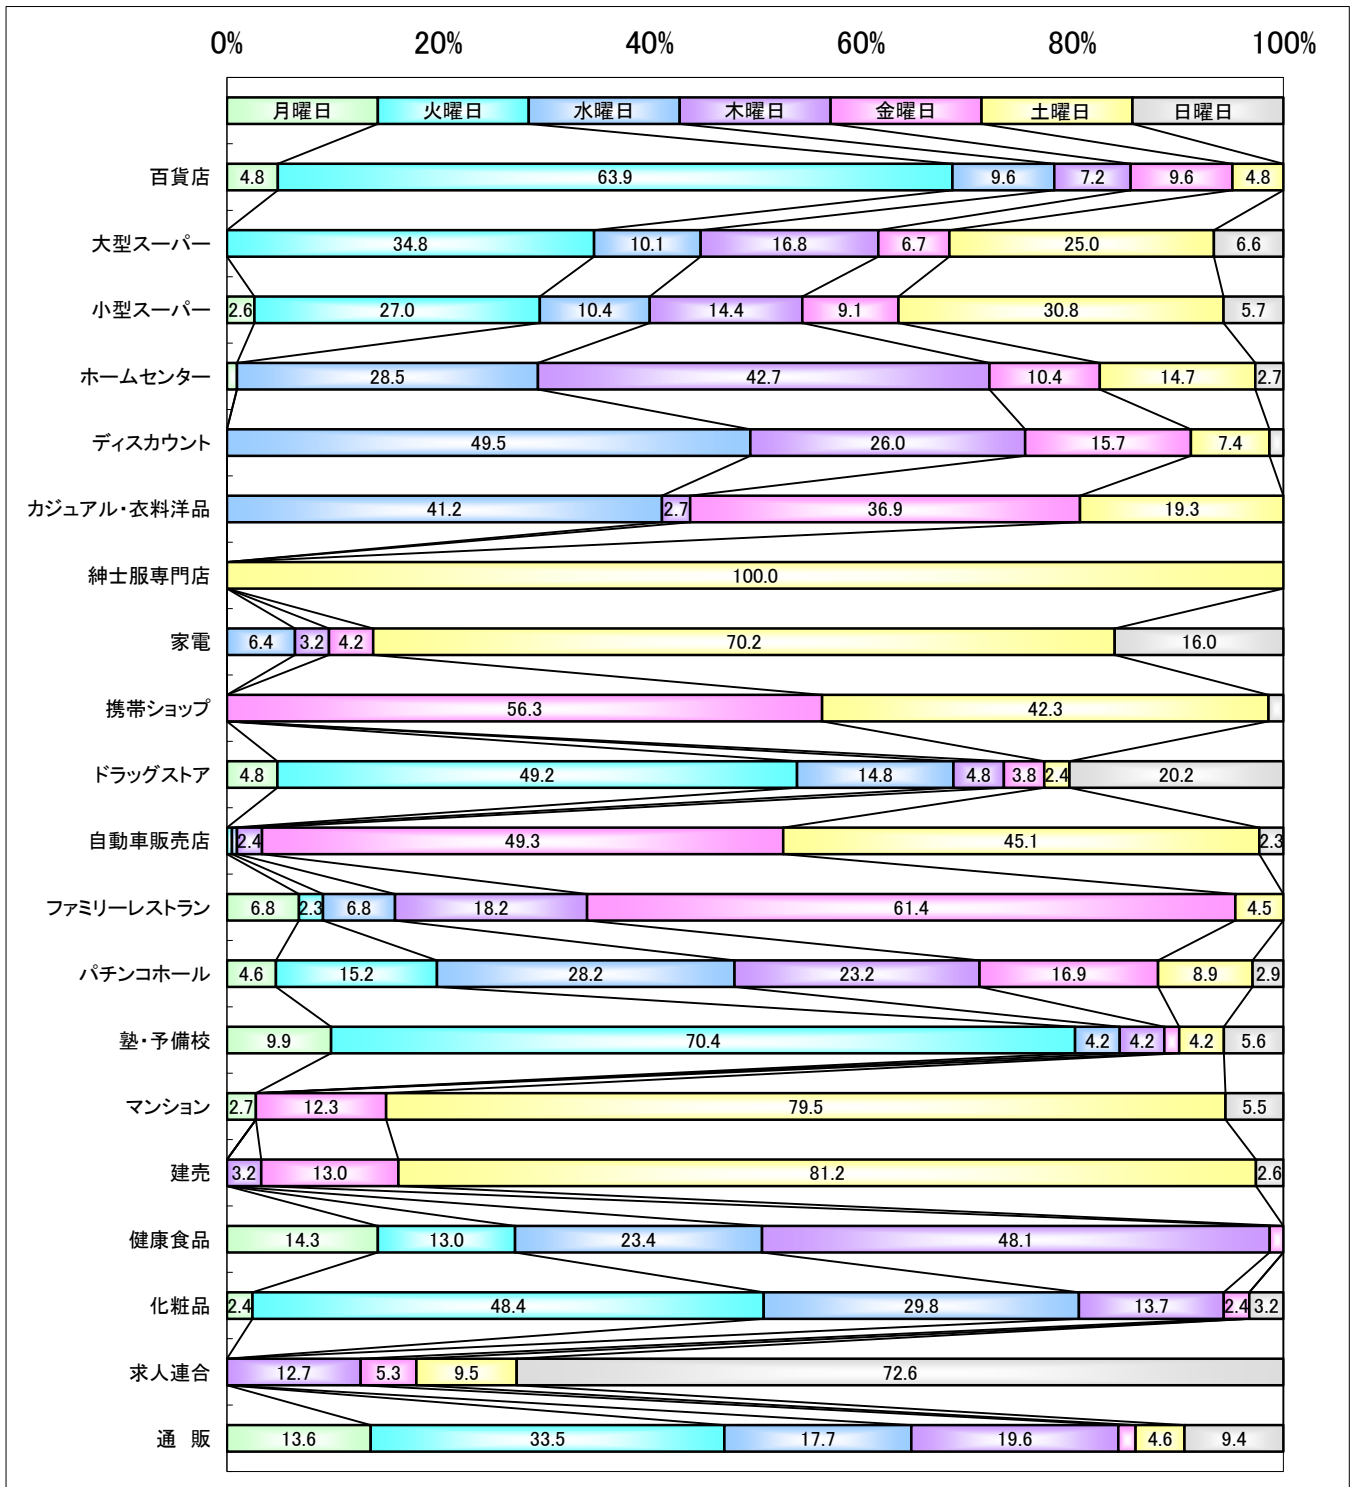 0% 20% 40% 60% 80% 100%
月曜日 火曜日 水曜日 木曜日 金曜日 土曜日 日曜日
百貨店 4.8 63.9 9.6 7.2 9.6 4.8
大型スーパー 34.8 10.1 16.8 6.7 25.0 6.6
小型スーパー 2.6 27.0 10.4 14.4 9.1 30.8 5.7
ホームセンター 28.5 42.7 10.4 14.7 2.7
ディスカウント 49.5 26.0 15.7 7.4
カジュアル・衣料洋品 41.2 2.7 36.9 19.3
紳士服専門店 100.0
家電 6.4 3.2 4.2 70.2 16.0
携帯ショップ 56.3 42.3
ドラッグストア 4.8 49.2 14.8 4.8 3.8 2.4 20.2
自動車販売店 2.4 49.3 45.1 2.3
ファミリーレストラン 6.8 2.3 6.8 18.2 61.4 4.5
パチンコホール 4.6 15.2 28.2 23.2 16.9 8.9 2.9
塾・予備校 9.9 70.4 4.2 4.2 4.2 5.6
マンション 2.7 12.3 79.5 5.5
建売 3.2 13.0 81.2 2.6
健康食品 14.3 13.0 23.4 48.1
化粧品 2.4 48.4 29.8 13.7 2.4 3.2
求人連合 12.7 5.3 9.5 72.6
通 販 13.6 33.5 17.7 19.6 4.6 9.4